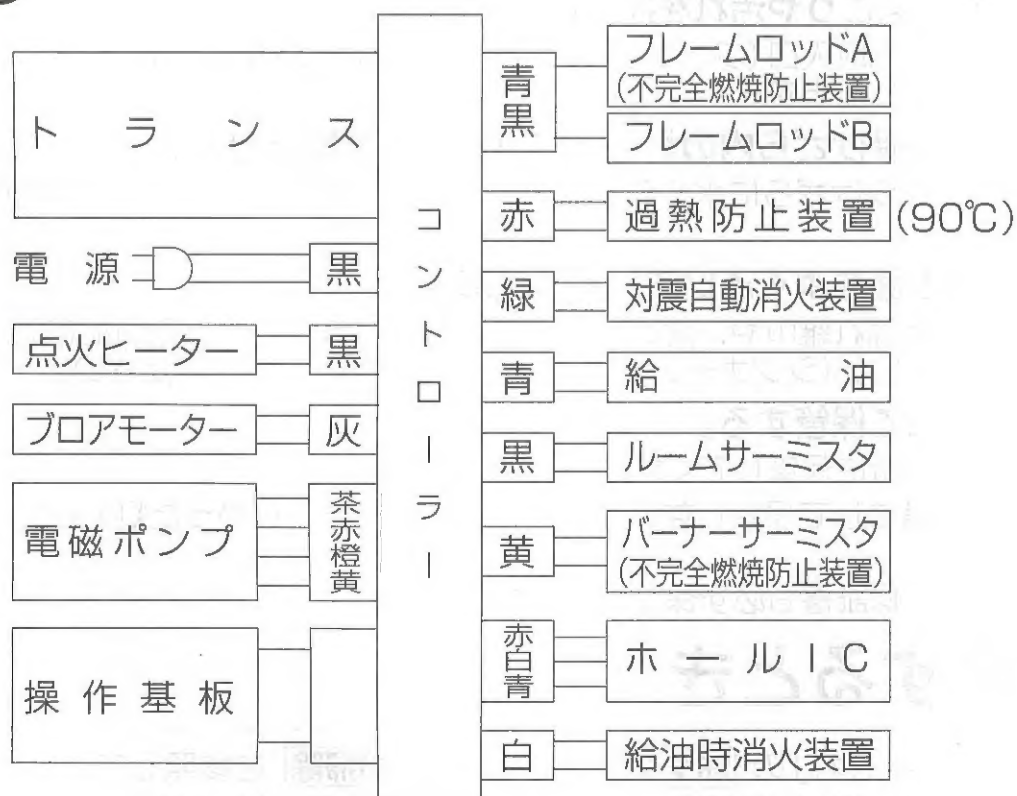 トランス
電源
黒
点火ヒーター
黒
ブロアモーター
灰
電磁ポンプ
茶
赤
橙
黄
操作基板
コントローラー
青
黒
フレームロッドA
(不完全燃焼防止装置)
フレームロッドB
赤
過熱防止装置(90℃)
緑
対震自動消火装置
青
給油
黒
ルームサーミスタ
黄
バーナーサーミスタ
(不完全燃焼防止装置)
赤
白
青
ホールIC
白
給油時消火装置